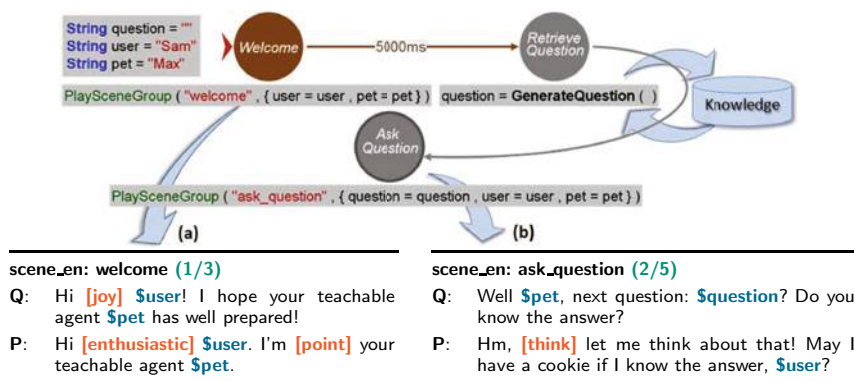 String question = ""
String user = "Sam"
String pet = "Max"
Welcome
5000ms
Retrieve
Question
PlaySceneGroup ( "welcome" , { user = user , pet = pet } )
question = GenerateQuestion ( )
Knowledge
Ask
Question
PlaySceneGroup ( "ask_question" , { question = question , user = user , pet = pet } )
(a)
(b)
scene_en: welcome (1/3)
Q: Hi [joy] $user! I hope your teachable
agent $pet has well prepared!
P: Hi [enthusiastic] $user. I'm [point] your
teachable agent $pet.
scene_en: ask_question (2/5)
Q: Well $pet, next question: $question? Do you
know the answer?
P: Hm, [think] let me think about that! May I
have a cookie if I know the answer, $user?